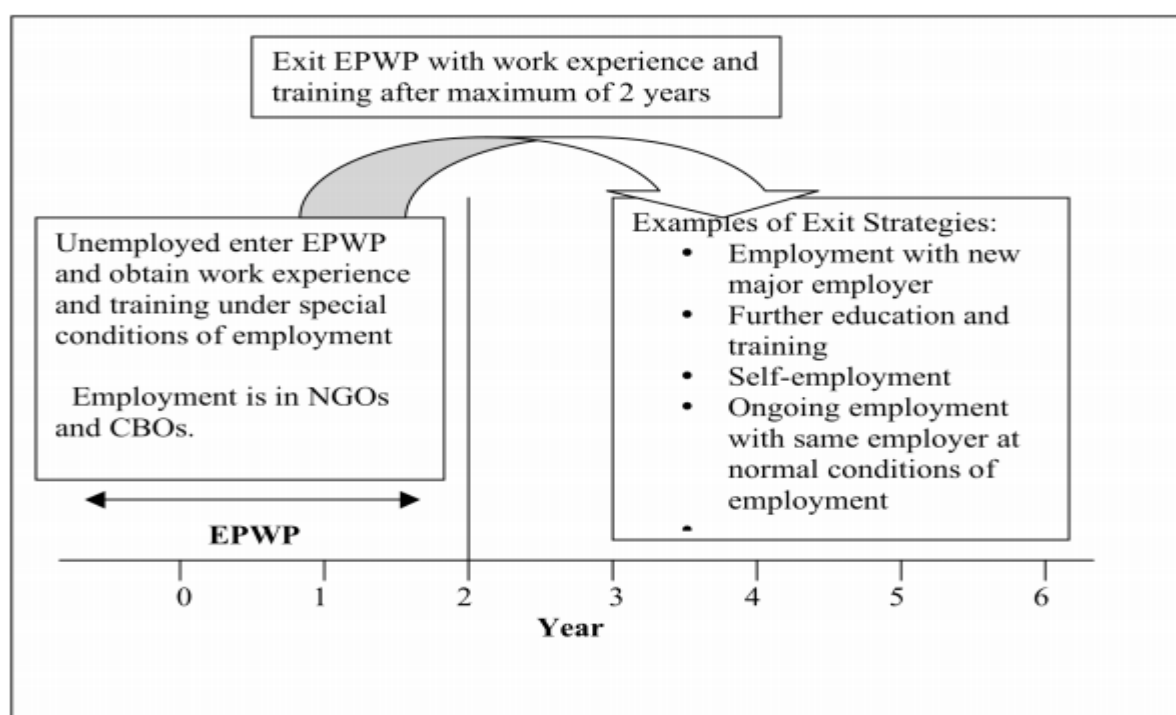 Exit EPWP with work experience and
training after maximum of 2 years
Unemployed enter EPWP
and obtain work experience
and training under special
conditions of employment
Employment is in NGOs
and CBOs.
EPWP
Examples of Exit Strategies:
• Employment with new
major employer
• Further education and
training
• Self-employment
• Ongoing employment
with same employer at
normal conditions of
employment
•
0 1 2 3 4 5 6
Year